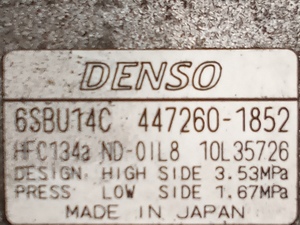 DENSO
6SBU14C 447260-1852
HFC134a ND-OIL8 10L35726
DESIGN HIGH SIDE 3.53MPa
PRESS LOW SIDE 1.67MPa
MADE IN JAPAN